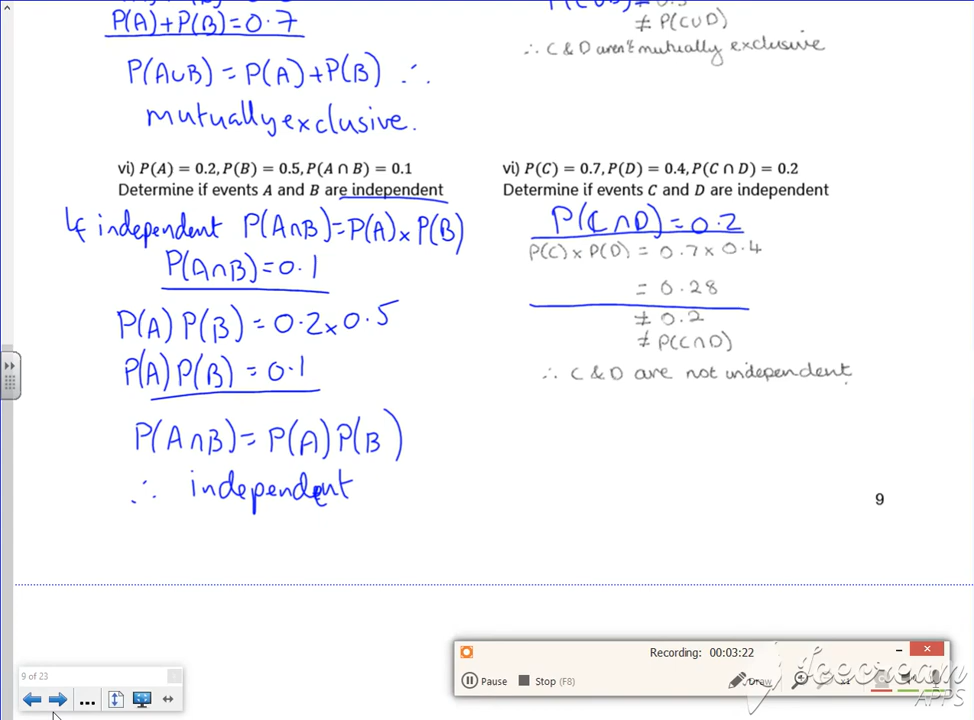 P(A)+P(B)=0.7
P(A∪B) = P(A)+P(B) ∴
mutually exclusive.
≠ P(C∪D)
∴ C & D aren't mutually exclusive
vi) P(A) = 0.2, P(B) = 0.5, P(A ∩ B) = 0.1
Determine if events A and B are independent
If independent P(A∩B)=P(A)×P(B)
P(A∩B)=0.1
P(A) P(B) = 0.2×0.5
P(A) P(B) = 0.1
P(A∩B)= P(A)P(B)
∴ independent
vi) P(C) = 0.7, P(D) = 0.4, P(C ∩ D) = 0.2
Determine if events C and D are independent
P(C∩D)=0.2
P(C) × P(D) = 0.7 × 0.4
= 0.28
≠ 0.2
≠ P(C∩D)
∴ C & D are not independent.
9
9 of 23
Recording: 00:03:22
Pause Stop (F8) Draw
Icecream
APPS